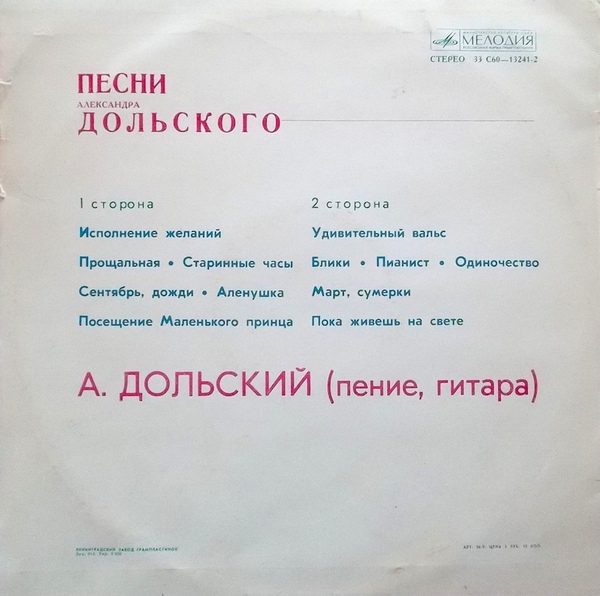 МЕЛОДИЯ
СТЕРЕО 33 С60—13241-2
ПЕСНИ
АЛЕКСАНДРА
ДОЛЬСКОГО
1 сторона
Исполнение желаний
Прощальная • Старинные часы
Сентябрь, дожди • Аленушка
Посещение Маленького принца
2 сторона
Удивительный вальс
Блики • Пианист • Одиночество
Март, сумерки
Пока живешь на свете
А. ДОЛЬСКИЙ (пение, гитара)
ЛЕНИНГРАДСКИЙ ЗАВОД ГРАМПЛАСТИНОК